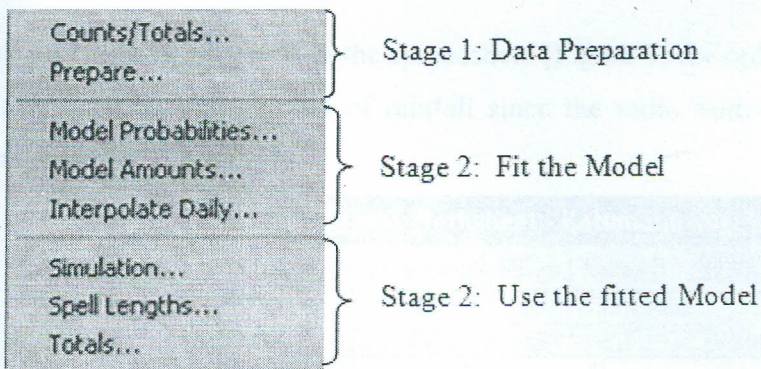 Counts/Totals...
Prepare...
Stage 1: Data Preparation
Model Probabilities...
Model Amounts...
Interpolate Daily...
Stage 2: Fit the Model
Simulation...
Spell Lengths...
Totals...
Stage 2: Use the fitted Model